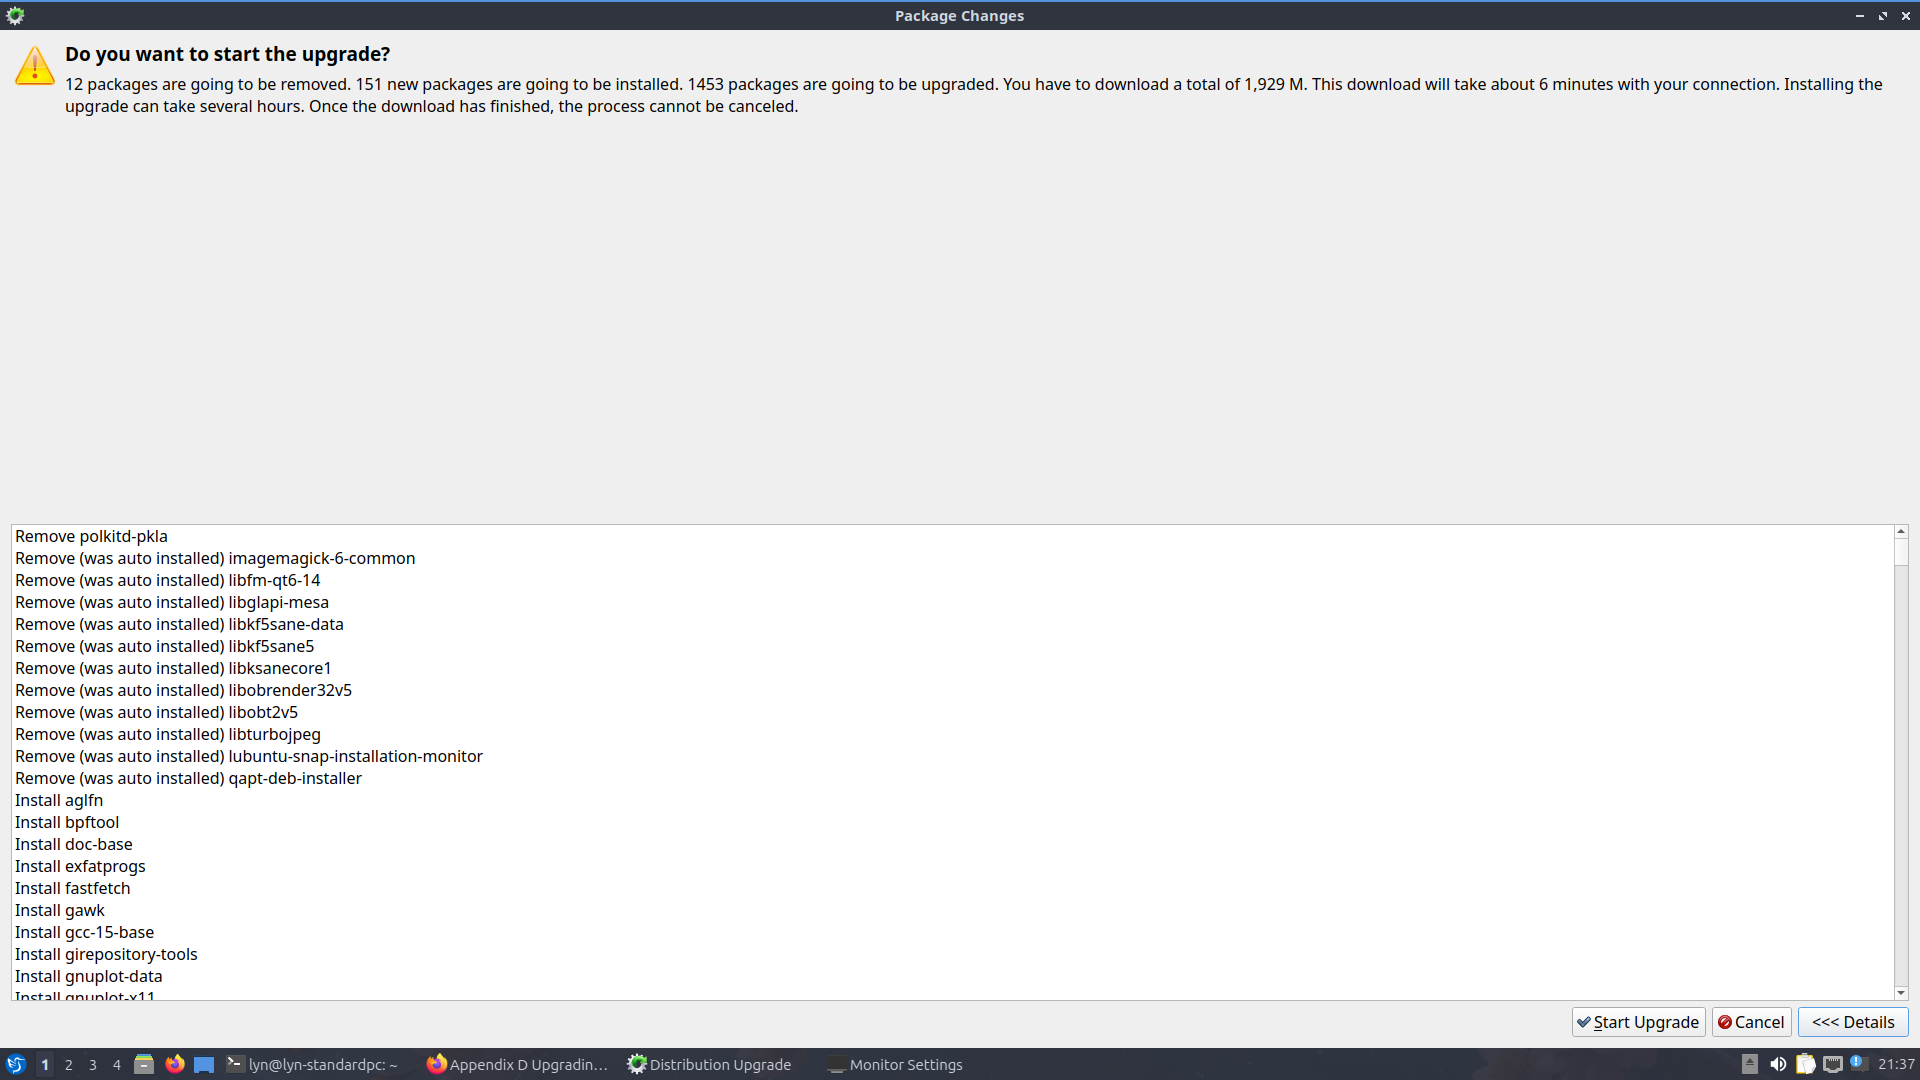 Package Changes
Do you want to start the upgrade?
12 packages are going to be removed. 151 new packages are going to be installed. 1453 packages are going to be upgraded. You have to download a total of 1,929 M. This download will take about 6 minutes with your connection. Installing the
upgrade can take several hours. Once the download has finished, the process cannot be canceled.
Remove polkitd-pkla
Remove (was auto installed) imagemagick-6-common
Remove (was auto installed) libfm-qt6-14
Remove (was auto installed) libglapi-mesa
Remove (was auto installed) libkf5sane-data
Remove (was auto installed) libkf5sane5
Remove (was auto installed) libksanecore1
Remove (was auto installed) libobrender32v5
Remove (was auto installed) libobt2v5
Remove (was auto installed) libturbojpeg
Remove (was auto installed) lubuntu-snap-installation-monitor
Remove (was auto installed) qapt-deb-installer
Install aglfn
Install bpftool
Install doc-base
Install exfatprogs
Install fastfetch
Install gawk
Install gcc-15-base
Install girepository-tools
Install gnuplot-data
Install gnuplot-x11
Start Upgrade Cancel <<< Details
1 2 3 4 lyn@lyn-standardpc: ~ Appendix D Upgradin... Distribution Upgrade Monitor Settings 21:37